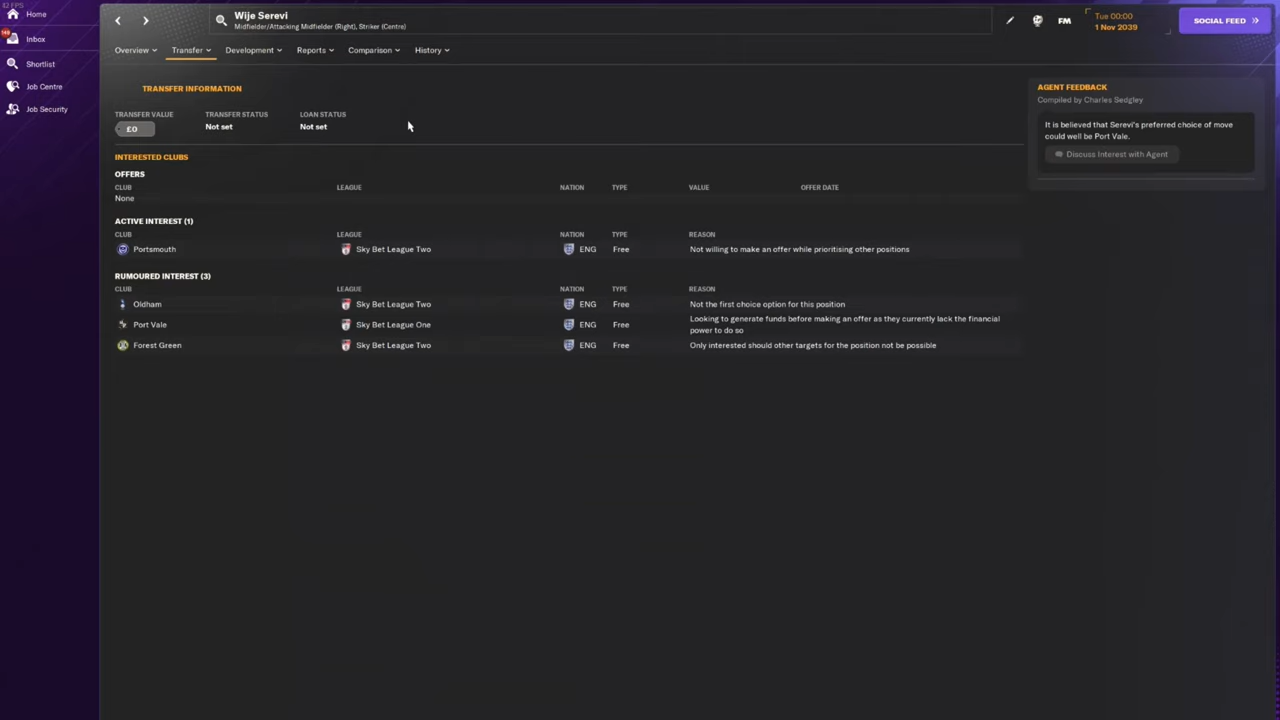 12 FPS
Home
149
Inbox
Shortlist
Job Centre
Job Security
Wije Serevi
Midfielder/Attacking Midfielder (Right), Striker (Centre)
FM
Tue 00:00
1 Nov 2039
SOCIAL FEED
Overview
Transfer
Development
Reports
Comparison
History
TRANSFER INFORMATION
TRANSFER VALUE TRANSFER STATUS LOAN STATUS
£0 Not set Not set
INTERESTED CLUBS
OFFERS
CLUB LEAGUE NATION TYPE VALUE OFFER DATE
None
ACTIVE INTEREST (1)
CLUB LEAGUE NATION TYPE REASON
Portsmouth Sky Bet League Two ENG Free Not willing to make an offer while prioritising other positions
RUMOURED INTEREST (3)
CLUB LEAGUE NATION TYPE REASON
Oldham Sky Bet League Two ENG Free Not the first choice option for this position
Port Vale Sky Bet League One ENG Free Looking to generate funds before making an offer as they currently lack the financial
power to do so
Forest Green Sky Bet League Two ENG Free Only interested should other targets for the position not be possible
AGENT FEEDBACK
Compiled by Charles Sedgley
It is believed that Serevi's preferred choice of move
could well be Port Vale.
Discuss Interest with Agent